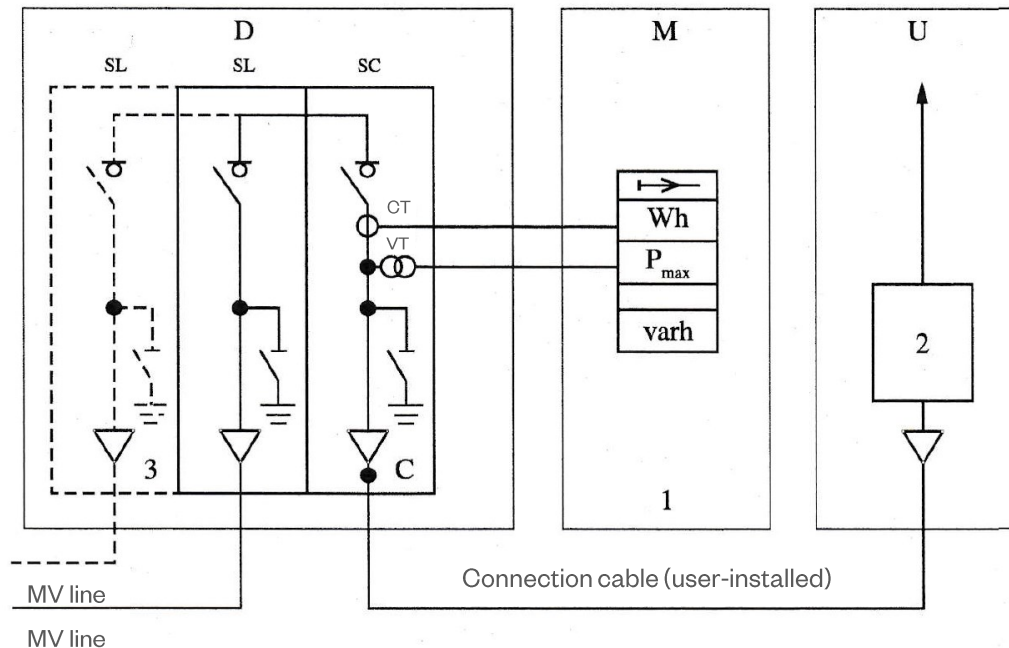 D
M
U
SL
SL
SC
CT
Wh
VT
P max
varh
2
3
C
1
MV line
Connection cable (user-installed)
MV line